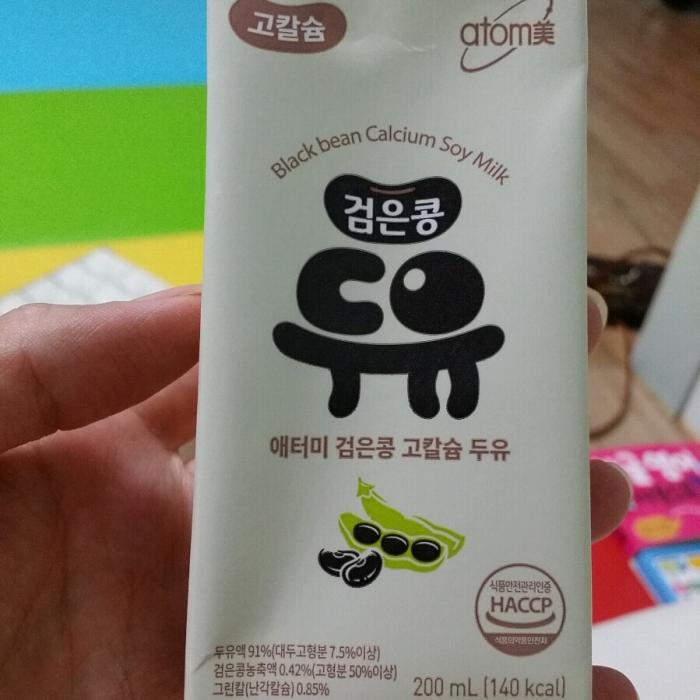 고칼슘
atom美
Black bean Calcium Soy Milk
검은콩
두유
애터미 검은콩 고칼슘 두유
식품안전관리인증
HACCP
식품의약품안전처
두유액 91%(대두고형분 7.5%이상)
검은콩농축액 0.42%(고형분 50%이상)
그린칼(난각칼슘) 0.85%
200 mL (140 kcal)